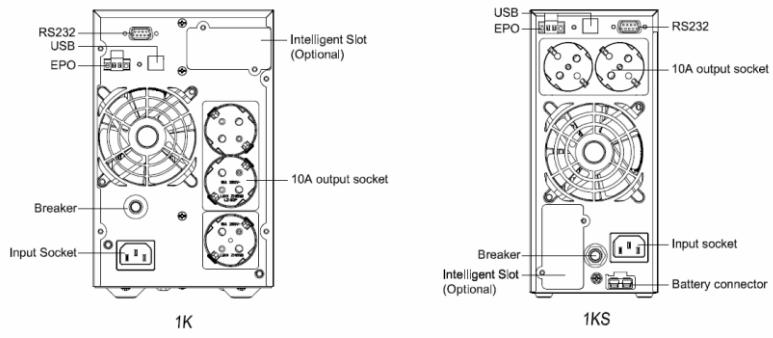 RS232
USB
EPO
Intelligent Slot
(Optional)
10A output socket
Breaker
Input Socket
1K
USB
EPO
RS232
10A output socket
Input socket
Breaker
Intelligent Slot
(Optional)
Battery connector
1KS